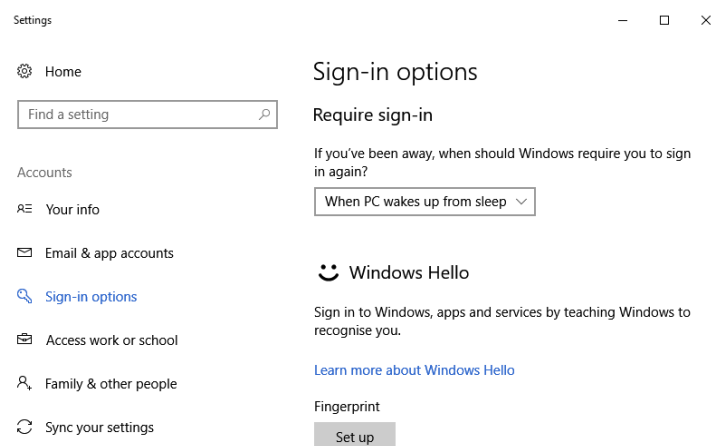 Settings
Home
Find a setting
Accounts
Your info
Email & app accounts
Sign-in options
Access work or school
Family & other people
Sync your settings
Sign-in options
Require sign-in
If you’ve been away, when should Windows require you to sign
in again?
When PC wakes up from sleep
Windows Hello
Sign in to Windows, apps and services by teaching Windows to
recognise you.
Learn more about Windows Hello
Fingerprint
Set up